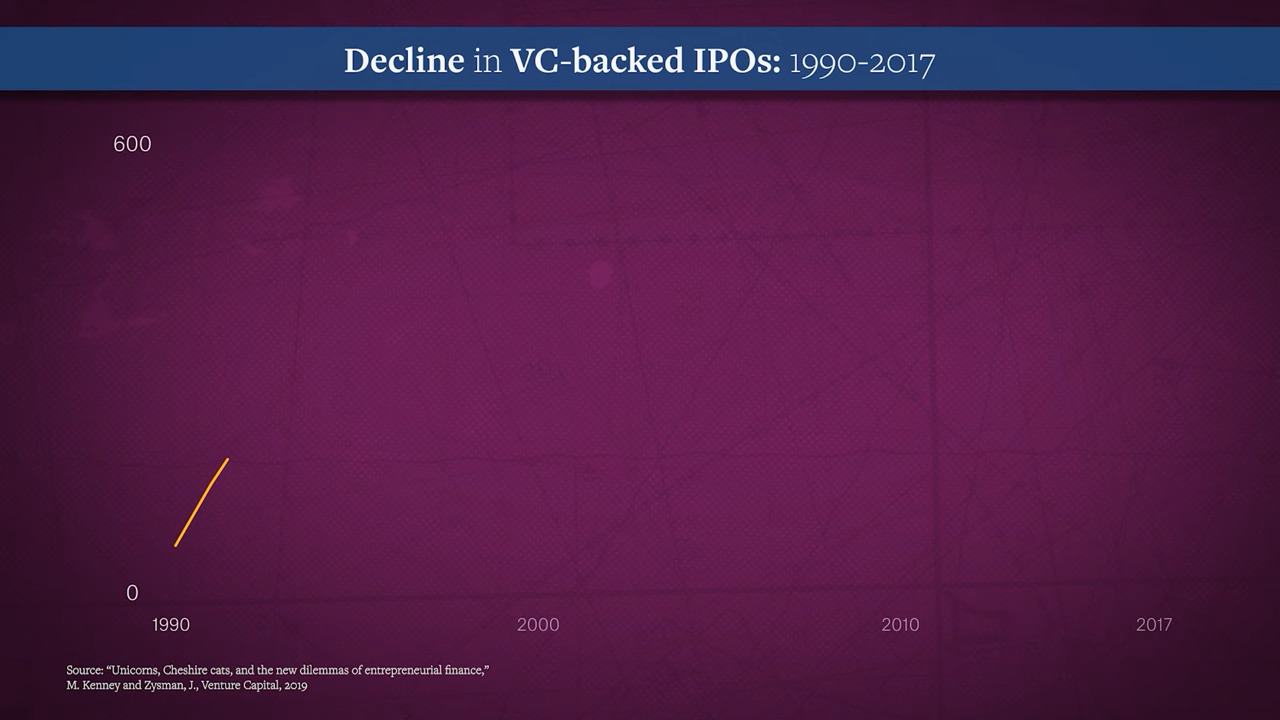 Decline in VC-backed IPOs: 1990-2017
600
0
1990 2000 2010 2017
Source: “Unicorns, Cheshire cats, and the new dilemmas of entrepreneurial finance,”
M. Kenney and Zysman, J., Venture Capital, 2019